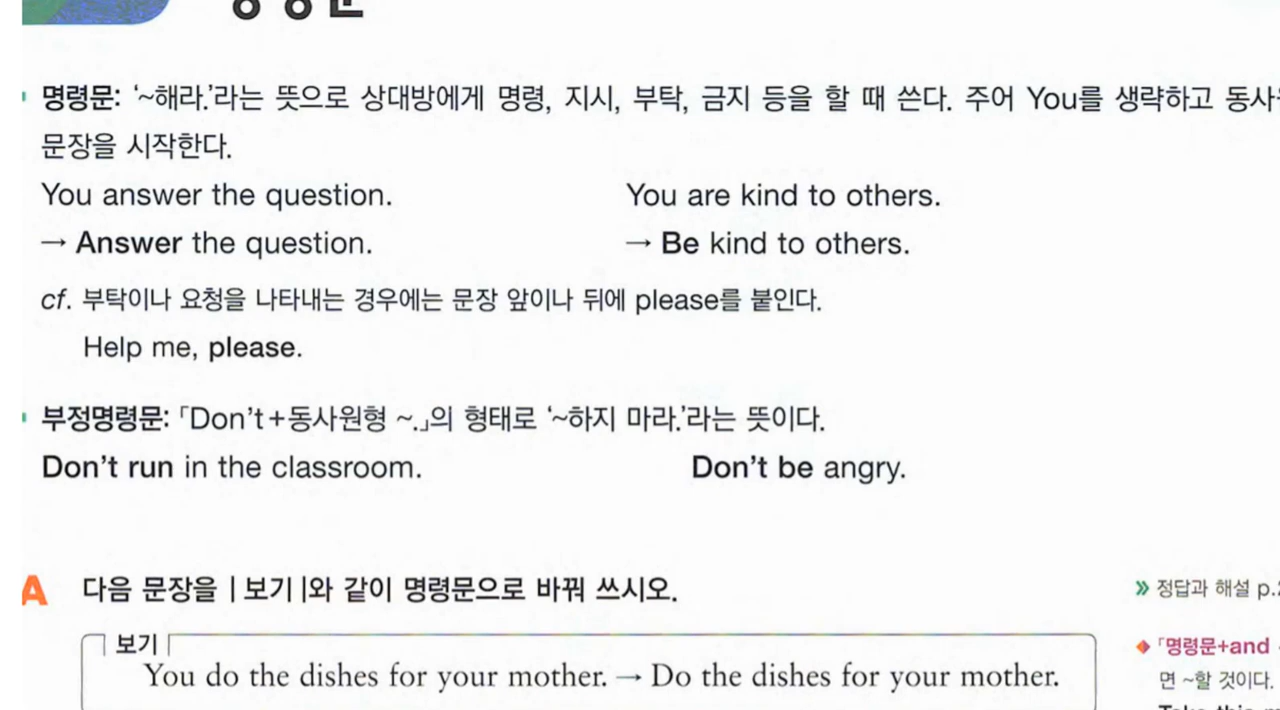 명령문: ‘~해라.’라는 뜻으로 상대방에게 명령, 지시, 부탁, 금지 등을 할 때 쓴다. 주어 You를 생략하고
문장을 시작한다.
You answer the question. You are kind to others.
→ Answer the question. → Be kind to others.
cf. 부탁이나 요청을 나타내는 경우에는 문장 앞이나 뒤에 please를 붙인다.
Help me, please.
부정명령문: 「Don’t+동사원형 ~.」의 형태로 ‘~하지 마라.’라는 뜻이다.
Don’t run in the classroom. Don’t be angry.
A 다음 문장을 |보기|와 같이 명령문으로 바꿔 쓰시오.
» 정답과 해설
보기
You do the dishes for your mother. → Do the dishes for your mother.
「명령문+and
면 ~할 것이다.